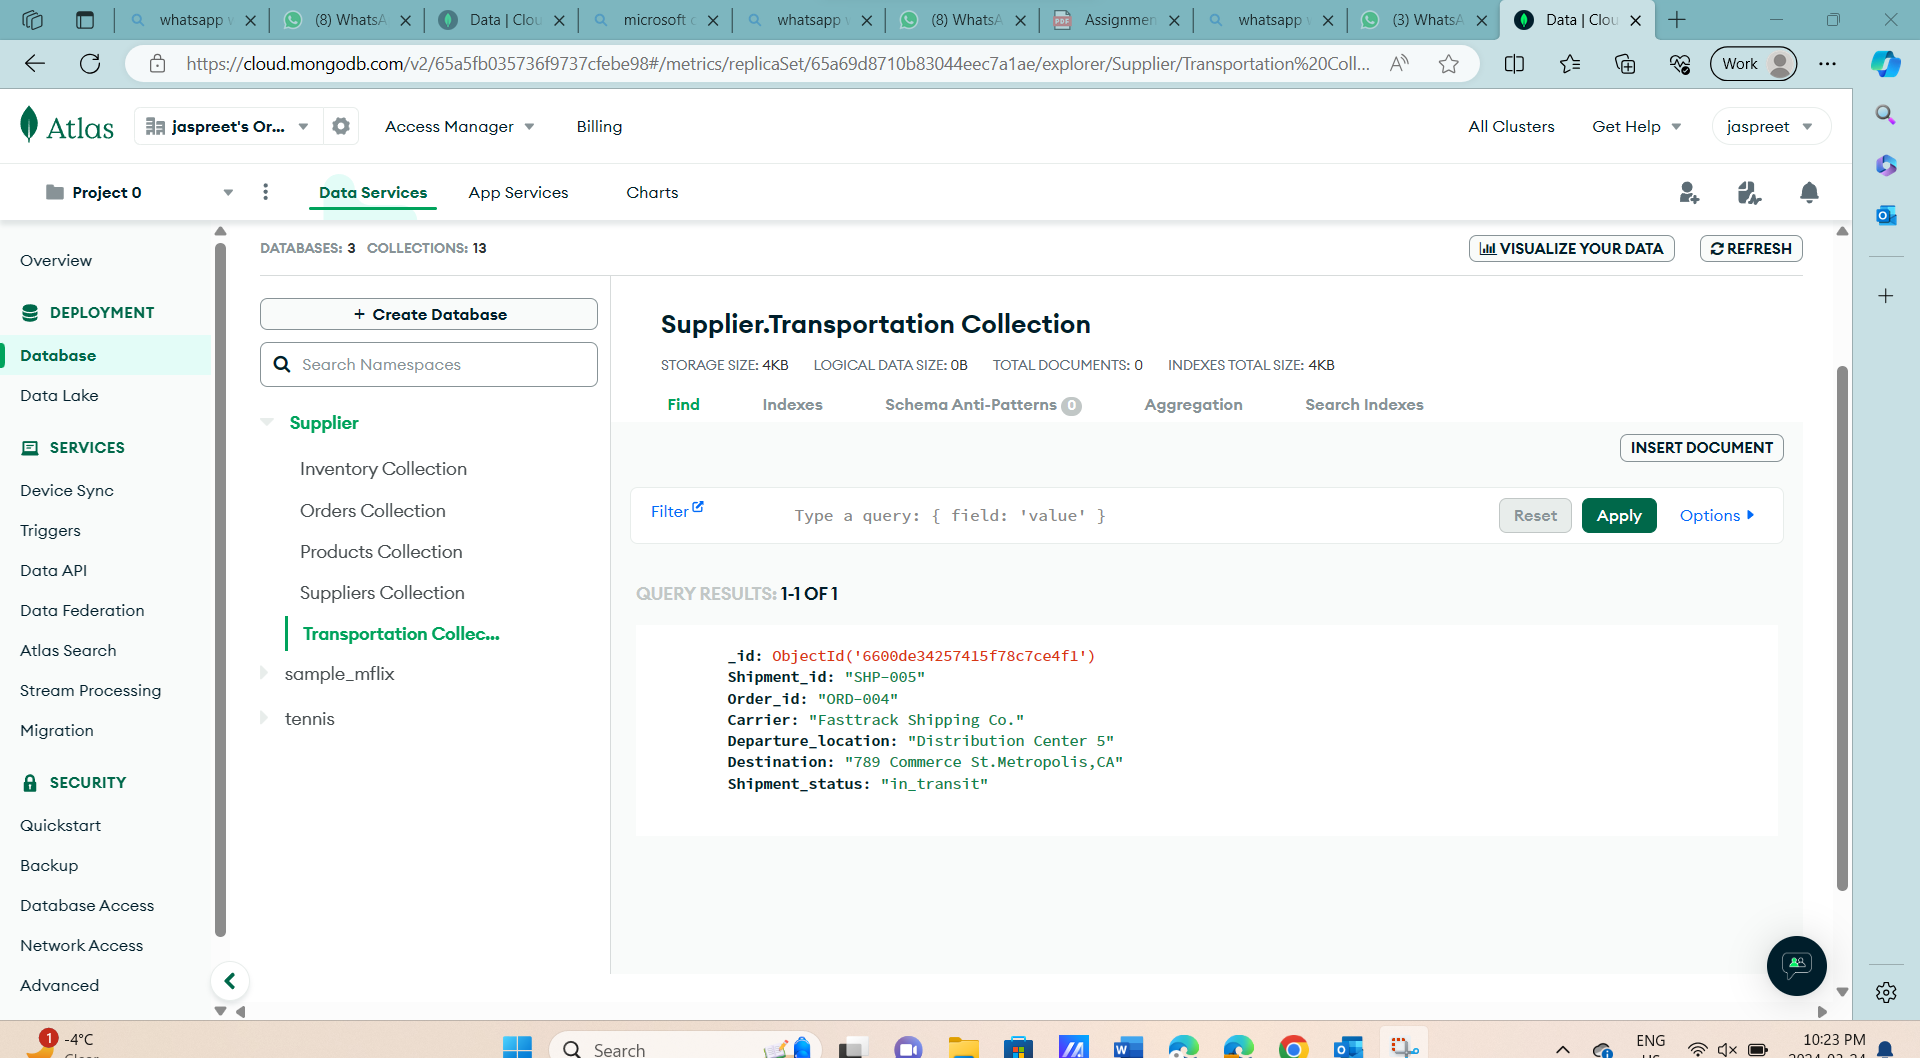 whatsapp w
(8) WhatsA
Data | Clou
microsoft c
whatsapp v
(8) WhatsA
Assignmen
whatsapp
(3) WhatsA
Data | Clou
https://cloud.mongodb.com/v2/65a5fb035736f9737cfebe98#/metrics/replicaSet/65a69d8710b83044eec7a1ae/explorer/Supplier/Transportation%20Coll...
Work
Atlas
jaspreet's Or...
Access Manager
Billing
All Clusters
Get Help
jaspreet
Project 0
Data Services
App Services
Charts
Overview
DEPLOYMENT
Database
Data Lake
SERVICES
Device Sync
Triggers
Data API
Data Federation
Atlas Search
Stream Processing
Migration
SECURITY
Quickstart
Backup
Database Access
Network Access
Advanced
DATABASES: 3 COLLECTIONS: 13
VISUALIZE YOUR DATA
REFRESH
+ Create Database
Search Namespaces
Supplier
Inventory Collection
Orders Collection
Products Collection
Suppliers Collection
Transportation Collec...
sample_mflix
tennis
Supplier.Transportation Collection
STORAGE SIZE: 4KB LOGICAL DATA SIZE: 0B TOTAL DOCUMENTS: 0 INDEXES TOTAL SIZE: 4KB
Find Indexes Schema Anti-Patterns 0 Aggregation Search Indexes
INSERT DOCUMENT
Filter
Type a query: { field: 'value' }
Reset
Apply
Options
QUERY RESULTS: 1-1 OF 1
_id: ObjectId('6600de34257415f78c7ce4f1')
Shipment_id: "SHP-005"
Order_id: "ORD-004"
Carrier: "Fasttrack Shipping Co."
Departure_location: "Distribution Center 5"
Destination: "789 Commerce St.Metropolis,CA"
Shipment_status: "in_transit"
1
-4°C
Search
ENG
10:23 PM